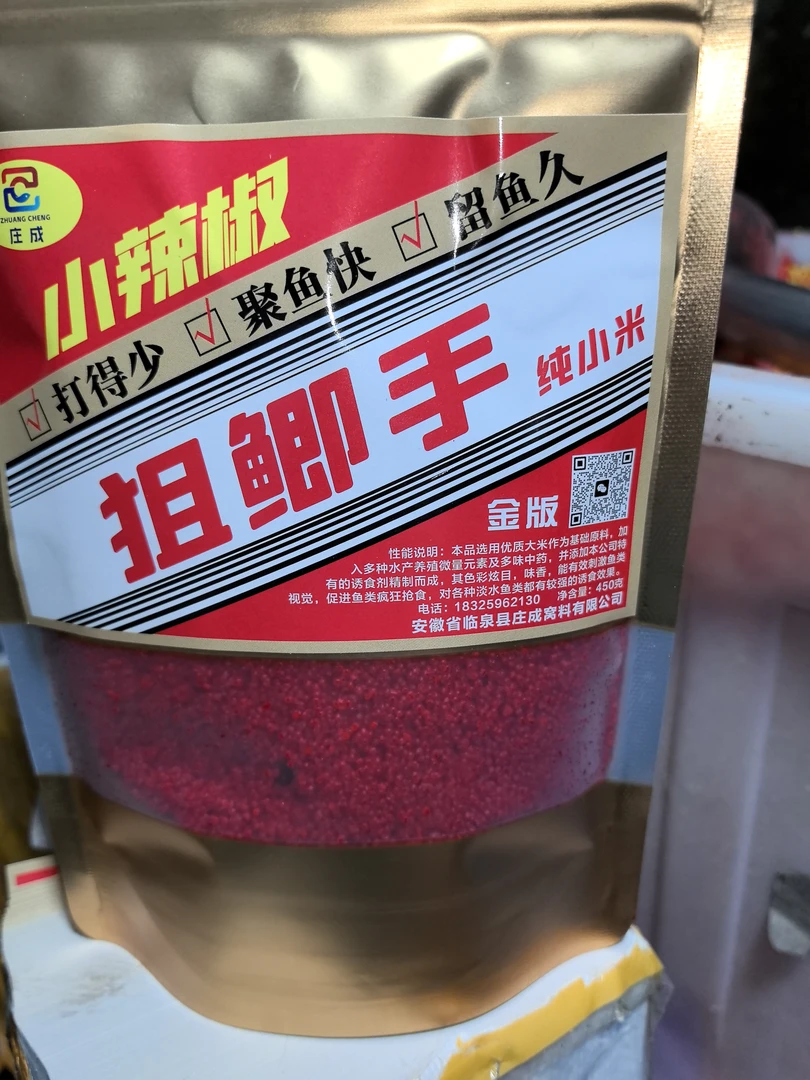 ZHUANG CHENG
庄成
小辣椒
打得少 聚鱼快 留鱼久
狙鲫手
纯小米
金版
性能说明：本品选用优质大米作为基础原料，加
入多种水产养殖微量元素及多味中药，并添加本公司特
有的诱食剂精制而成，其色彩炫目，味香，能有效刺激鱼类
视觉，促进鱼类疯狂抢食，对各种淡水鱼类都有较强的诱食效果。
电话：18325962130 净含量：450克
安徽省临泉县庄成窝料有限公司